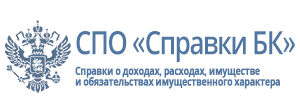 СПО «Справки БК»
Справки о доходах, расходах, имуществе
и обязательствах имущественного характера